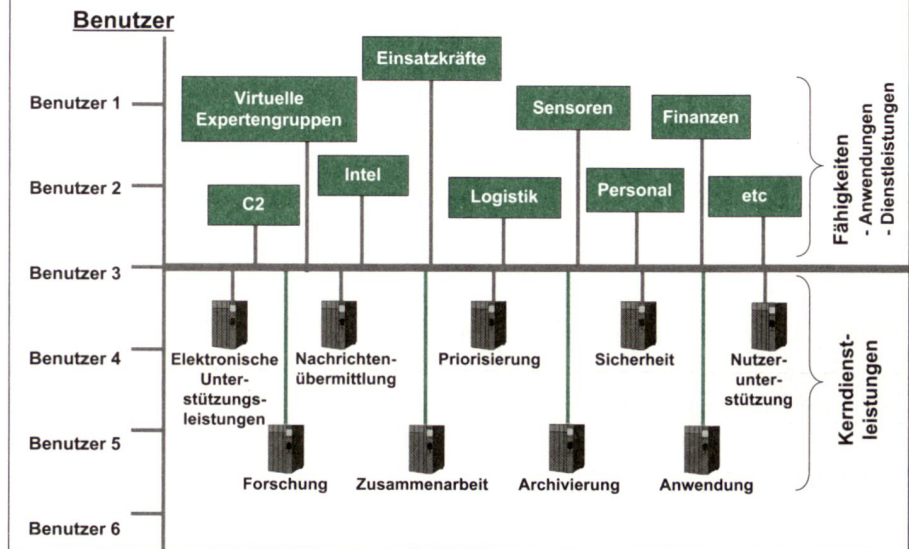 Benutzer
Benutzer 1
Benutzer 2
Benutzer 3
Benutzer 4
Benutzer 5
Benutzer 6
Einsatzkräfte
Virtuelle
Expertengruppen
Sensoren
Finanzen
C2
Intel
Logistik
Personal
etc
Fähigkeiten
- Anwendungen
- Dienstleistungen
Elektronische
Unter-
stützungs-
leistungen
Nachrichten-
übermittlung
Priorisierung
Sicherheit
Nutzer-
unter-
stützung
Forschung
Zusammenarbeit
Archivierung
Anwendung
Kerndienst-
leistungen